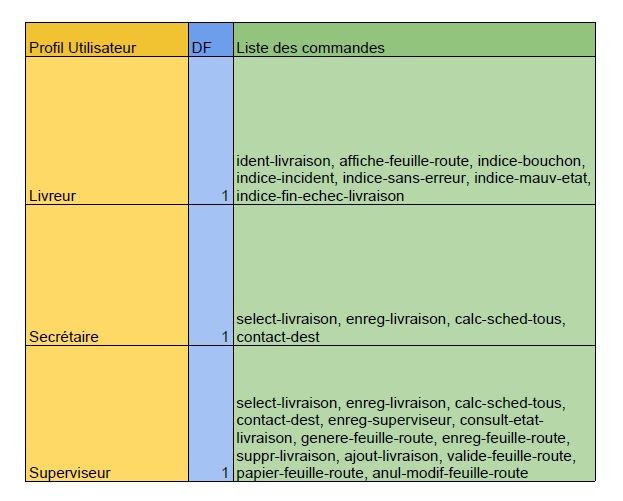 Profil Utilisateur DF Liste des commandes
ident-livraison, affiche-feuille-route, indice-bouchon,
indice-incident, indice-sans-erreur, indice-mauv-etat,
Livreur 1 indice-fin-echec-livraison
select-livraison, enreg-livraison, calc-sched-tous,
Secrétaire 1 contact-dest
select-livraison, enreg-livraison, calc-sched-tous,
contact-dest, enreg-superviseur, consult-etat-
livraison, genere-feuille-route, enreg-feuille-route,
suppr-livraison, ajout-livraison, valide-feuille-route,
Superviseur 1 papier-feuille-route, anul-modif-feuille-route